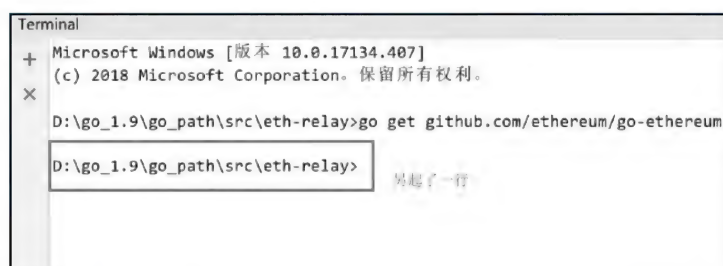 Terminal
+ Microsoft Windows [版本 10.0.17134.407]
(c) 2018 Microsoft Corporation。保留所有权利。
×
D:\go_1.9\go_path\src\eth-relay>go get github.com/ethereum/go-ethereum
D:\go_1.9\go_path\src\eth-relay>
另起了一行